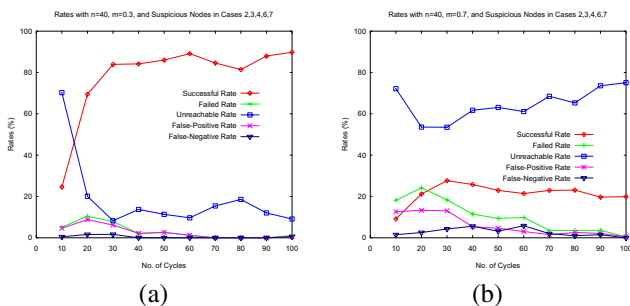 Rates with n=40, m=0.3, and Suspicious Nodes in Cases 2,3,4,6,7
100
80
60
40
20
0
Rates (%)
Successful Rate
Failed Rate
Unreachable Rate
False-Positive Rate
False-Negative Rate
0 10 20 30 40 50 60 70 80 90 100
No. of Cycles
(a)
Rates with n=40, m=0.7, and Suspicious Nodes in Cases 2,3,4,6,7
100
80
60
40
20
0
Rates (%)
Successful Rate
Failed Rate
Unreachable Rate
False-Positive Rate
False-Negative Rate
0 10 20 30 40 50 60 70 80 90 100
No. of Cycles
(b)